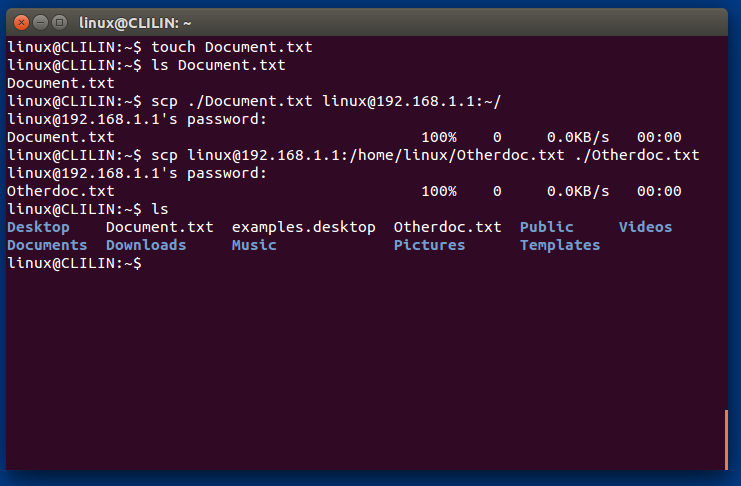 linux@CLILIN: ~
linux@CLILIN:~$ touch Document.txt
linux@CLILIN:~$ ls Document.txt
Document.txt
linux@CLILIN:~$ scp ./Document.txt linux@192.168.1.1:~/
linux@192.168.1.1's password:
Document.txt                                  100%    0     0.0KB/s   00:00
linux@CLILIN:~$ scp linux@192.168.1.1:/home/linux/Otherdoc.txt ./Otherdoc.txt
linux@192.168.1.1's password:
Otherdoc.txt                                  100%    0     0.0KB/s   00:00
linux@CLILIN:~$ ls
Desktop    Document.txt  examples.desktop  Otherdoc.txt  Public     Videos
Documents  Downloads     Music             Pictures      Templates
linux@CLILIN:~$